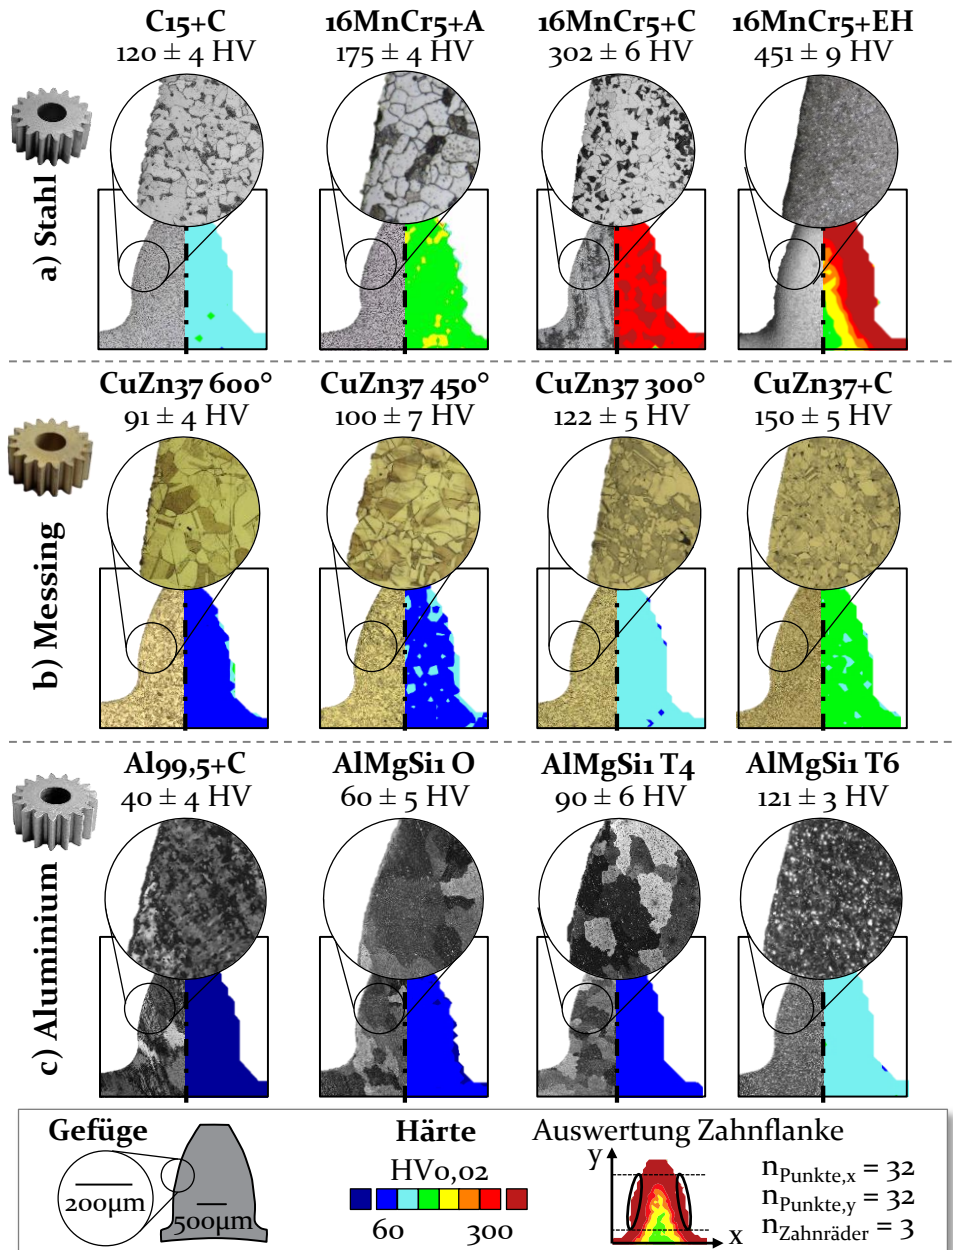 C15+C 16MnCr5+A 16MnCr5+C 16MnCr5+EH
120 ± 4 HV 175 ± 4 HV 302 ± 6 HV 451 ± 9 HV
a) Stahl
CuZn37 600° CuZn37 450° CuZn37 300° CuZn37+C
91 ± 4 HV 100 ± 7 HV 122 ± 5 HV 150 ± 5 HV
b) Messing
Al99,5+C AlMgSi1 O AlMgSi1 T4 AlMgSi1 T6
40 ± 4 HV 60 ± 5 HV 90 ± 6 HV 121 ± 3 HV
c) Aluminium
Gefüge
200µm
500µm
Härte
HV0,02
60 300
Auswertung Zahnflanke
y
x
nPunkte,x = 32
nPunkte,y = 32
nZahnräder = 3